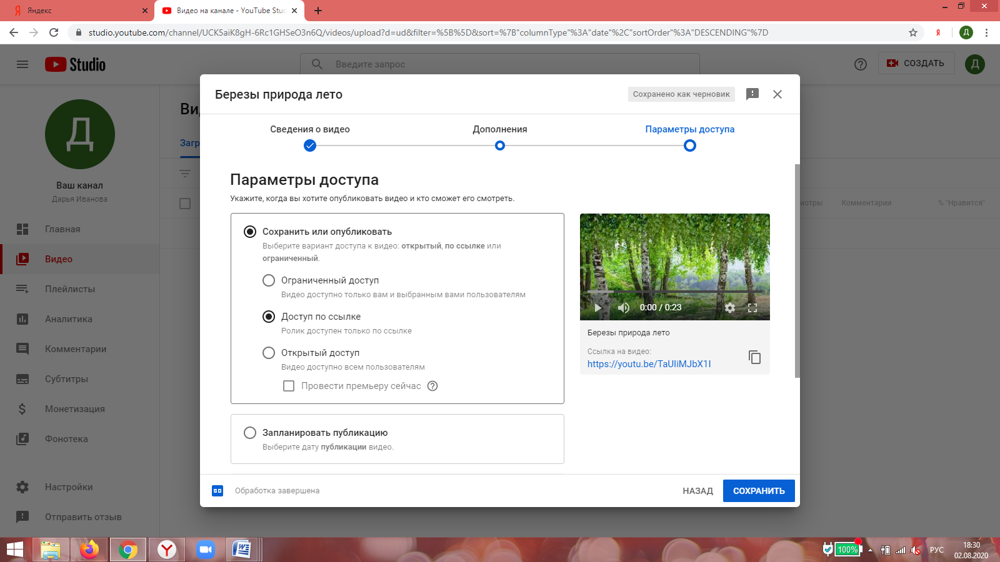 Яндекс
Видео на канале - YouTube Stud
studio.youtube.com/channel/UCK5aiK8gH-6Rc1GHSeO3n6Q/videos/upload?d=ud&filter=%5B%5D&sort=%7B"columnType"%3A"date"%2C"sortOrder"%3A"DESCENDING"%7D
Я
Д
Studio
Введите запрос
СОЗДАТЬ
Д
Березы природа лето
Сохранено как черновик
Сведения о видео
Дополнения
Параметры доступа
Д
Ваш канал
Дарья Иванова
Главная
Видео
Плейлисты
Аналитика
Комментарии
Субтитры
Монетизация
Фонотека
Настройки
Отправить отзыв
Ви
Загр
мотры
Комментарии
% "Нравится"
Параметры доступа
Укажите, когда вы хотите опубликовать видео и кто сможет его смотреть.
Сохранить или опубликовать
Выберите вариант доступа к видео: открытый, по ссылке или
ограниченный.
Ограниченный доступ
Видео доступно только вам и выбранным вами пользователям
Доступ по ссылке
Ролик доступен только по ссылке
Открытый доступ
Видео доступно всем пользователям
Провести премьеру сейчас
Запланировать публикацию
Выберите дату публикации видео.
0:00 / 0:23
Березы природа лето
Ссылка на видео:
https://youtu.be/TaUIiMJbX1I
SD
Обработка завершена
НАЗАД
СОХРАНИТЬ
100%
РУС
18:30
02.08.2020